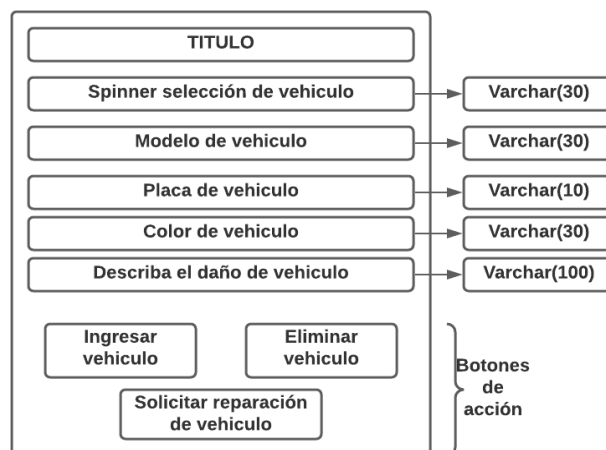 TITULO
Spinner selección de vehiculo
Varchar(30)
Modelo de vehiculo
Varchar(30)
Placa de vehiculo
Varchar(10)
Color de vehiculo
Varchar(30)
Describa el daño de vehiculo
Varchar(100)
Ingresar
vehiculo
Eliminar
vehiculo
Solicitar reparación
de vehiculo
Botones
de
acción